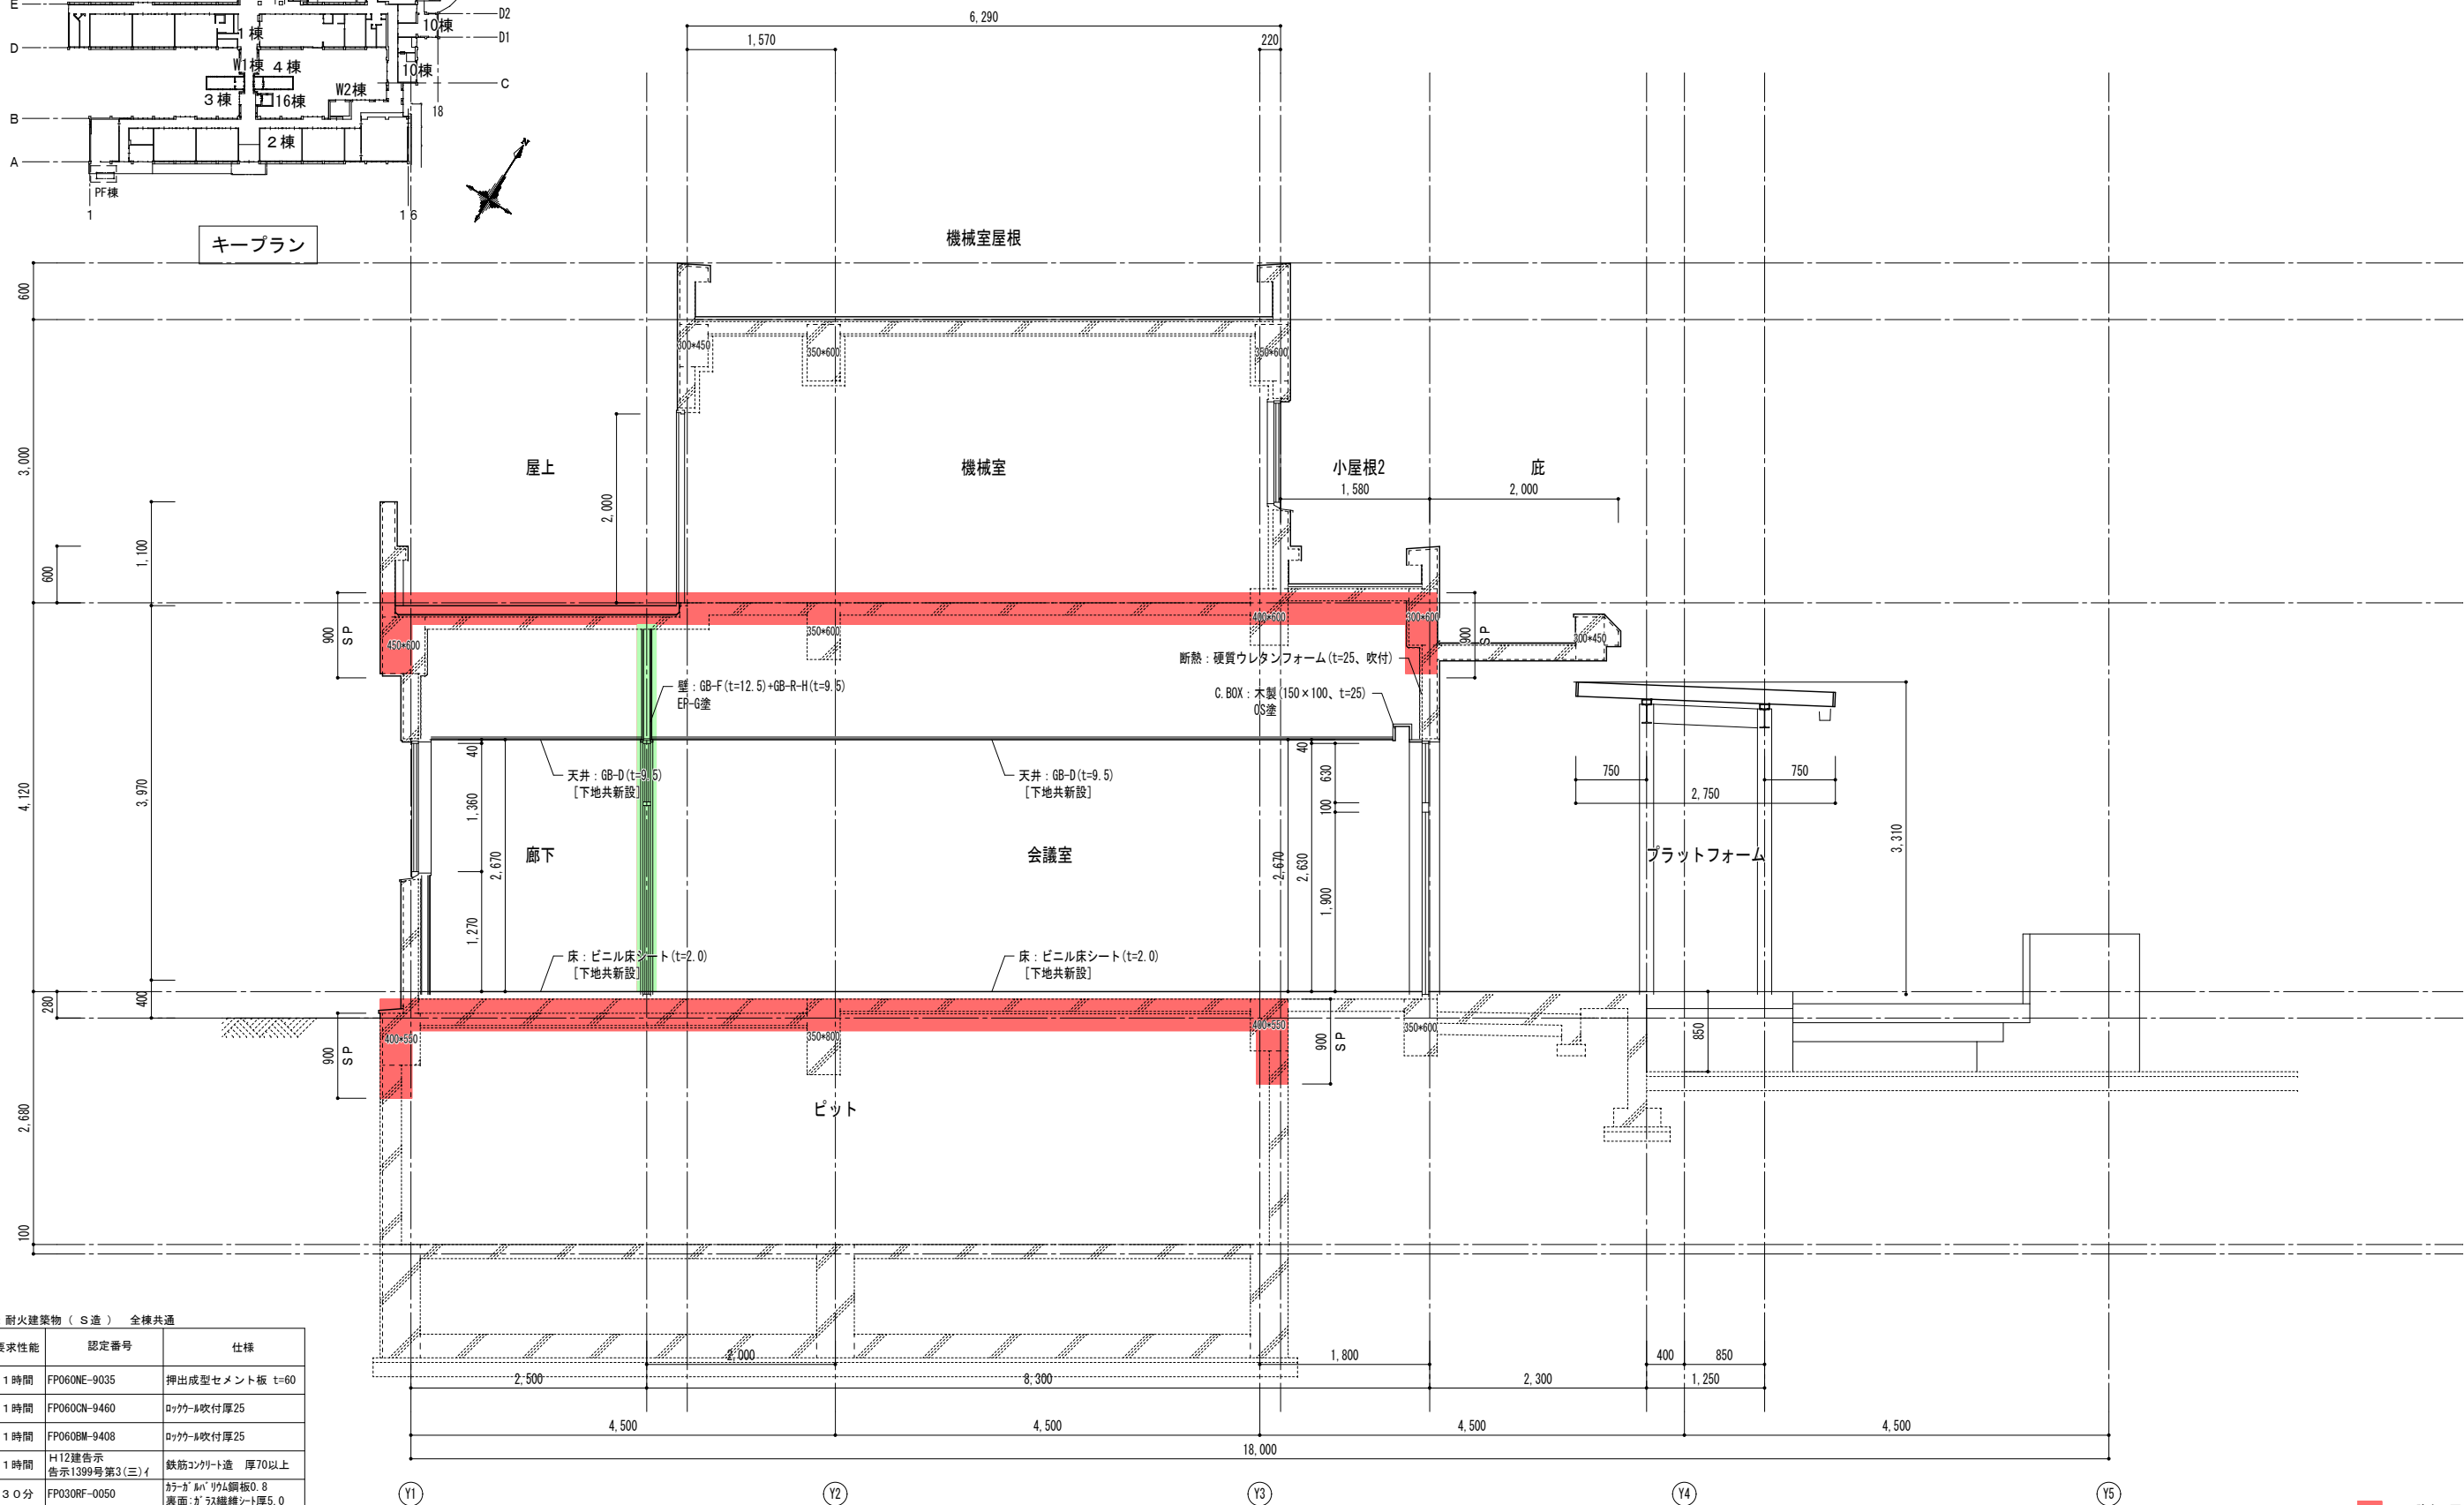 E
D
B
A
D2
D1
C
18
1
16
1棟
10棟
10棟
W1棟
4棟
3棟
16棟
W2棟
2棟
PF棟
キープラン
6,290
1,570
220
機械室屋根
600
3,000
4,120
280
2,680
100
600
1,100
3,970
400
300*450
350*600
350*600
屋上
2,000
機械室
小屋根2
庇
1,580
2,000
900
SP
450*600
350*600
400*600
300*600
900
SP
300*450
断熱：硬質ウレタンフォーム(t=25、吹付)
壁：GB-F(t=12.5)+GB-R-H(t=9.5)
EP-G塗
C.BOX：木製(150×100、t=25)
OS塗
40
1,360
1,270
2,670
天井：GB-D(t=9.5)
[下地共新設]
天井：GB-D(t=9.5)
[下地共新設]
40
630
100
1,900
2,670
2,630
750
750
2,750
3,310
廊下
会議室
プラットフォーム
床：ビニル床シート(t=2.0)
[下地共新設]
床：ビニル床シート(t=2.0)
[下地共新設]
900
SP
400*550
350*800
400*550
900
SP
350*600
850
ピット
2,000
1,800
400
850
2,500
8,300
2,300
1,250
4,500
4,500
4,500
4,500
18,000
Y1
Y2
Y3
Y4
Y5
耐火建築物（S造） 全棟共通
要求性能 認定番号 仕様
1時間 FP060NE-9035 押出成型セメント板 t=60
1時間 FP060CN-9460 ロックウール吹付厚25
1時間 FP060BM-9408 ロックウール吹付厚25
1時間 H12建告示
告示1399号第3(三)イ 鉄筋コンクリート造 厚70以上
30分 FP030RF-0050 カラーガルバリウム鋼板0.8
裏面:ガラス繊維シート厚5.0